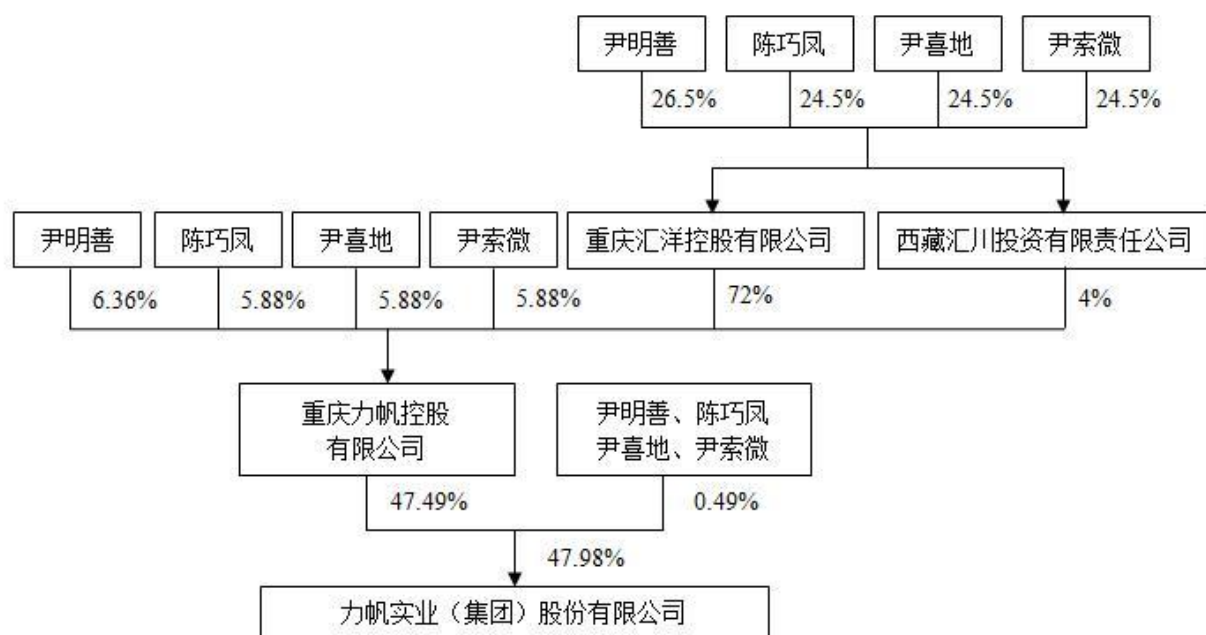 尹明善 陈巧凤 尹喜地 尹索微
26.5% 24.5% 24.5% 24.5%
尹明善 陈巧凤 尹喜地 尹索微 重庆汇洋控股有限公司 西藏汇川投资有限责任公司
6.36% 5.88% 5.88% 5.88% 72% 4%
重庆力帆控股
有限公司
尹明善、陈巧凤
尹喜地、尹索微
47.49% 0.49%
47.98%
力帆实业（集团）股份有限公司